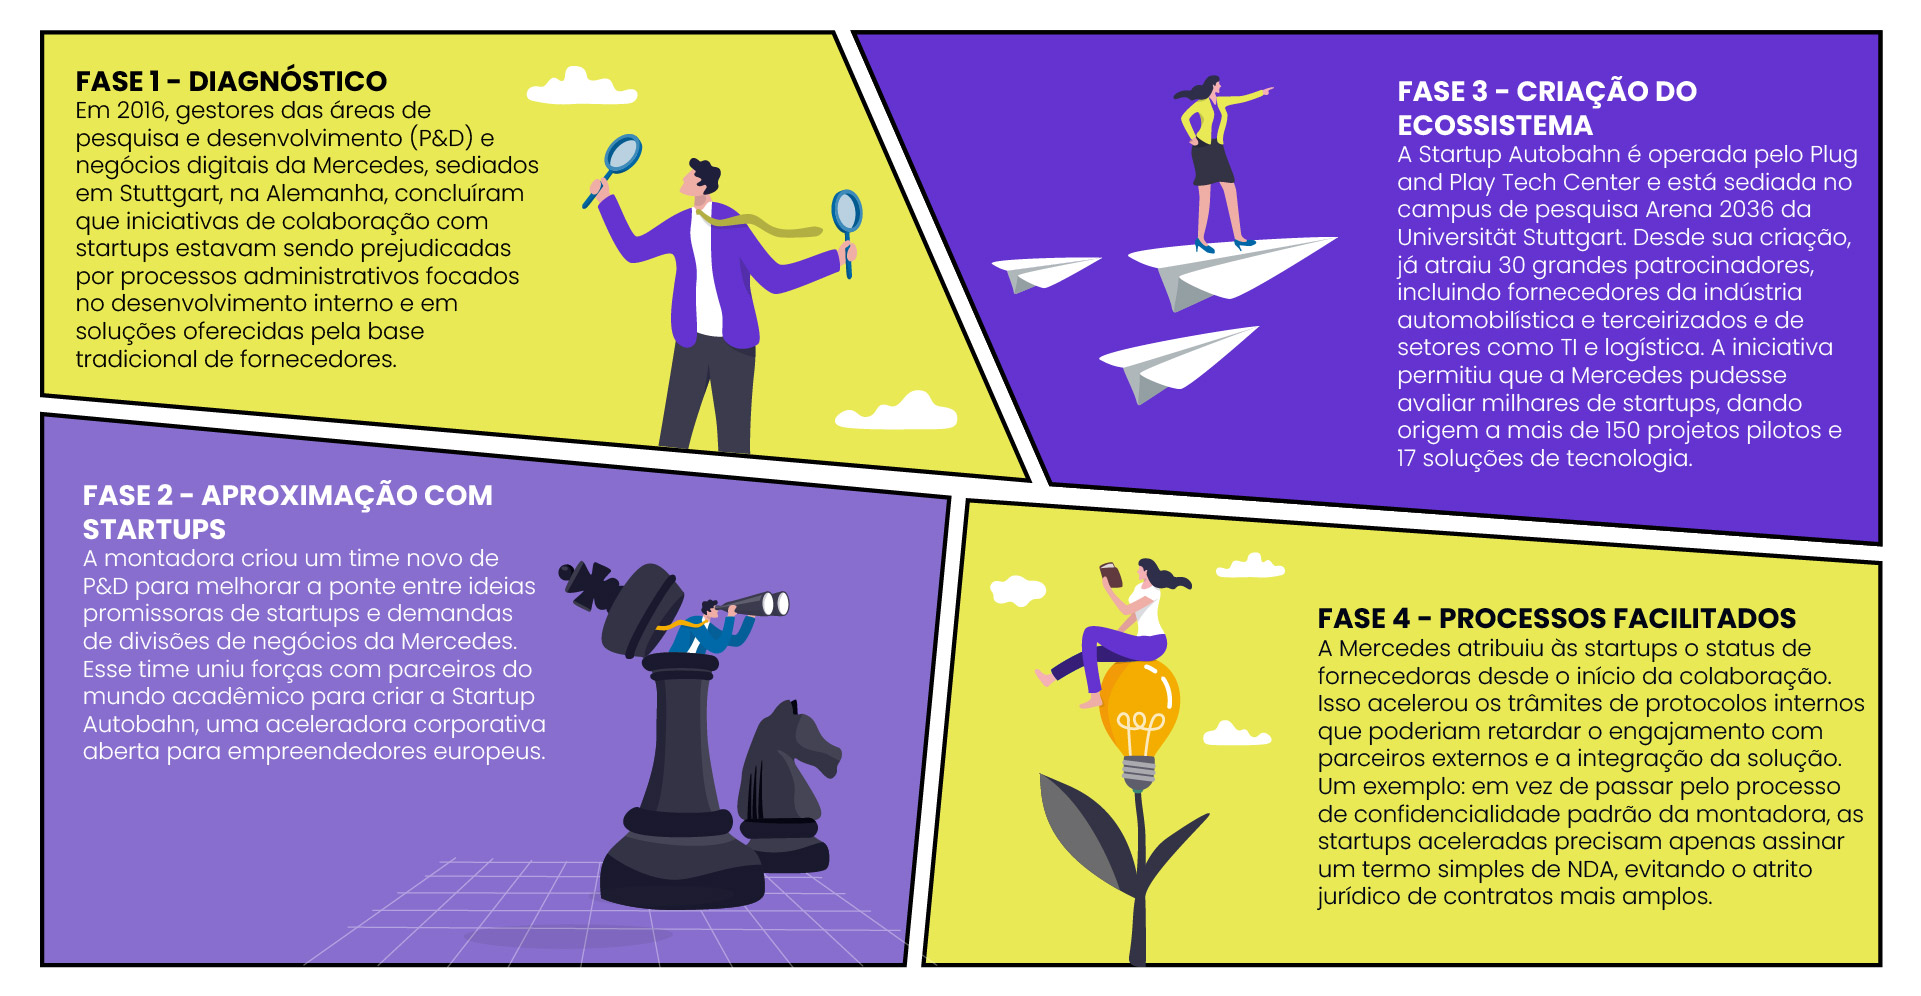 FASE 1 - DIAGNÓSTICO
Em 2016, gestores das áreas de
pesquisa e desenvolvimento (P&D) e
negócios digitais da Mercedes, sediados
em Stuttgart, na Alemanha, concluíram
que iniciativas de colaboração com
startups estavam sendo prejudicadas
por processos administrativos focados
no desenvolvimento interno e em
soluções oferecidas pela base
tradicional de fornecedores.
FASE 2 - APROXIMAÇÃO COM
STARTUPS
A montadora criou um time novo de
P&D para melhorar a ponte entre ideias
promissoras de startups e demandas
de divisões de negócios da Mercedes.
Esse time uniu forças com parceiros do
mundo acadêmico para criar a Startup
Autobahn, uma aceleradora corporativa
aberta para empreendedores europeus.
FASE 3 - CRIAÇÃO DO
ECOSSISTEMA
A Startup Autobahn é operada pelo Plug
and Play Tech Center e está sediada no
campus de pesquisa Arena 2036 da
Universität Stuttgart. Desde sua criação,
já atraiu 30 grandes patrocinadores,
incluindo fornecedores da indústria
automobilística e terceirizados e de
setores como TI e logística. A iniciativa
permitiu que a Mercedes pudesse
avaliar milhares de startups, dando
origem a mais de 150 projetos pilotos e
17 soluções de tecnologia.
FASE 4 - PROCESSOS FACILITADOS
A Mercedes atribuiu às startups o status de
fornecedoras desde o início da colaboração.
Isso acelerou os trâmites de protocolos internos
que poderiam retardar o engajamento com
parceiros externos e a integração da solução.
Um exemplo: em vez de passar pelo processo
de confidencialidade padrão da montadora, as
startups aceleradas precisam apenas assinar
um termo simples de NDA, evitando o atrito
jurídico de contratos mais amplos.